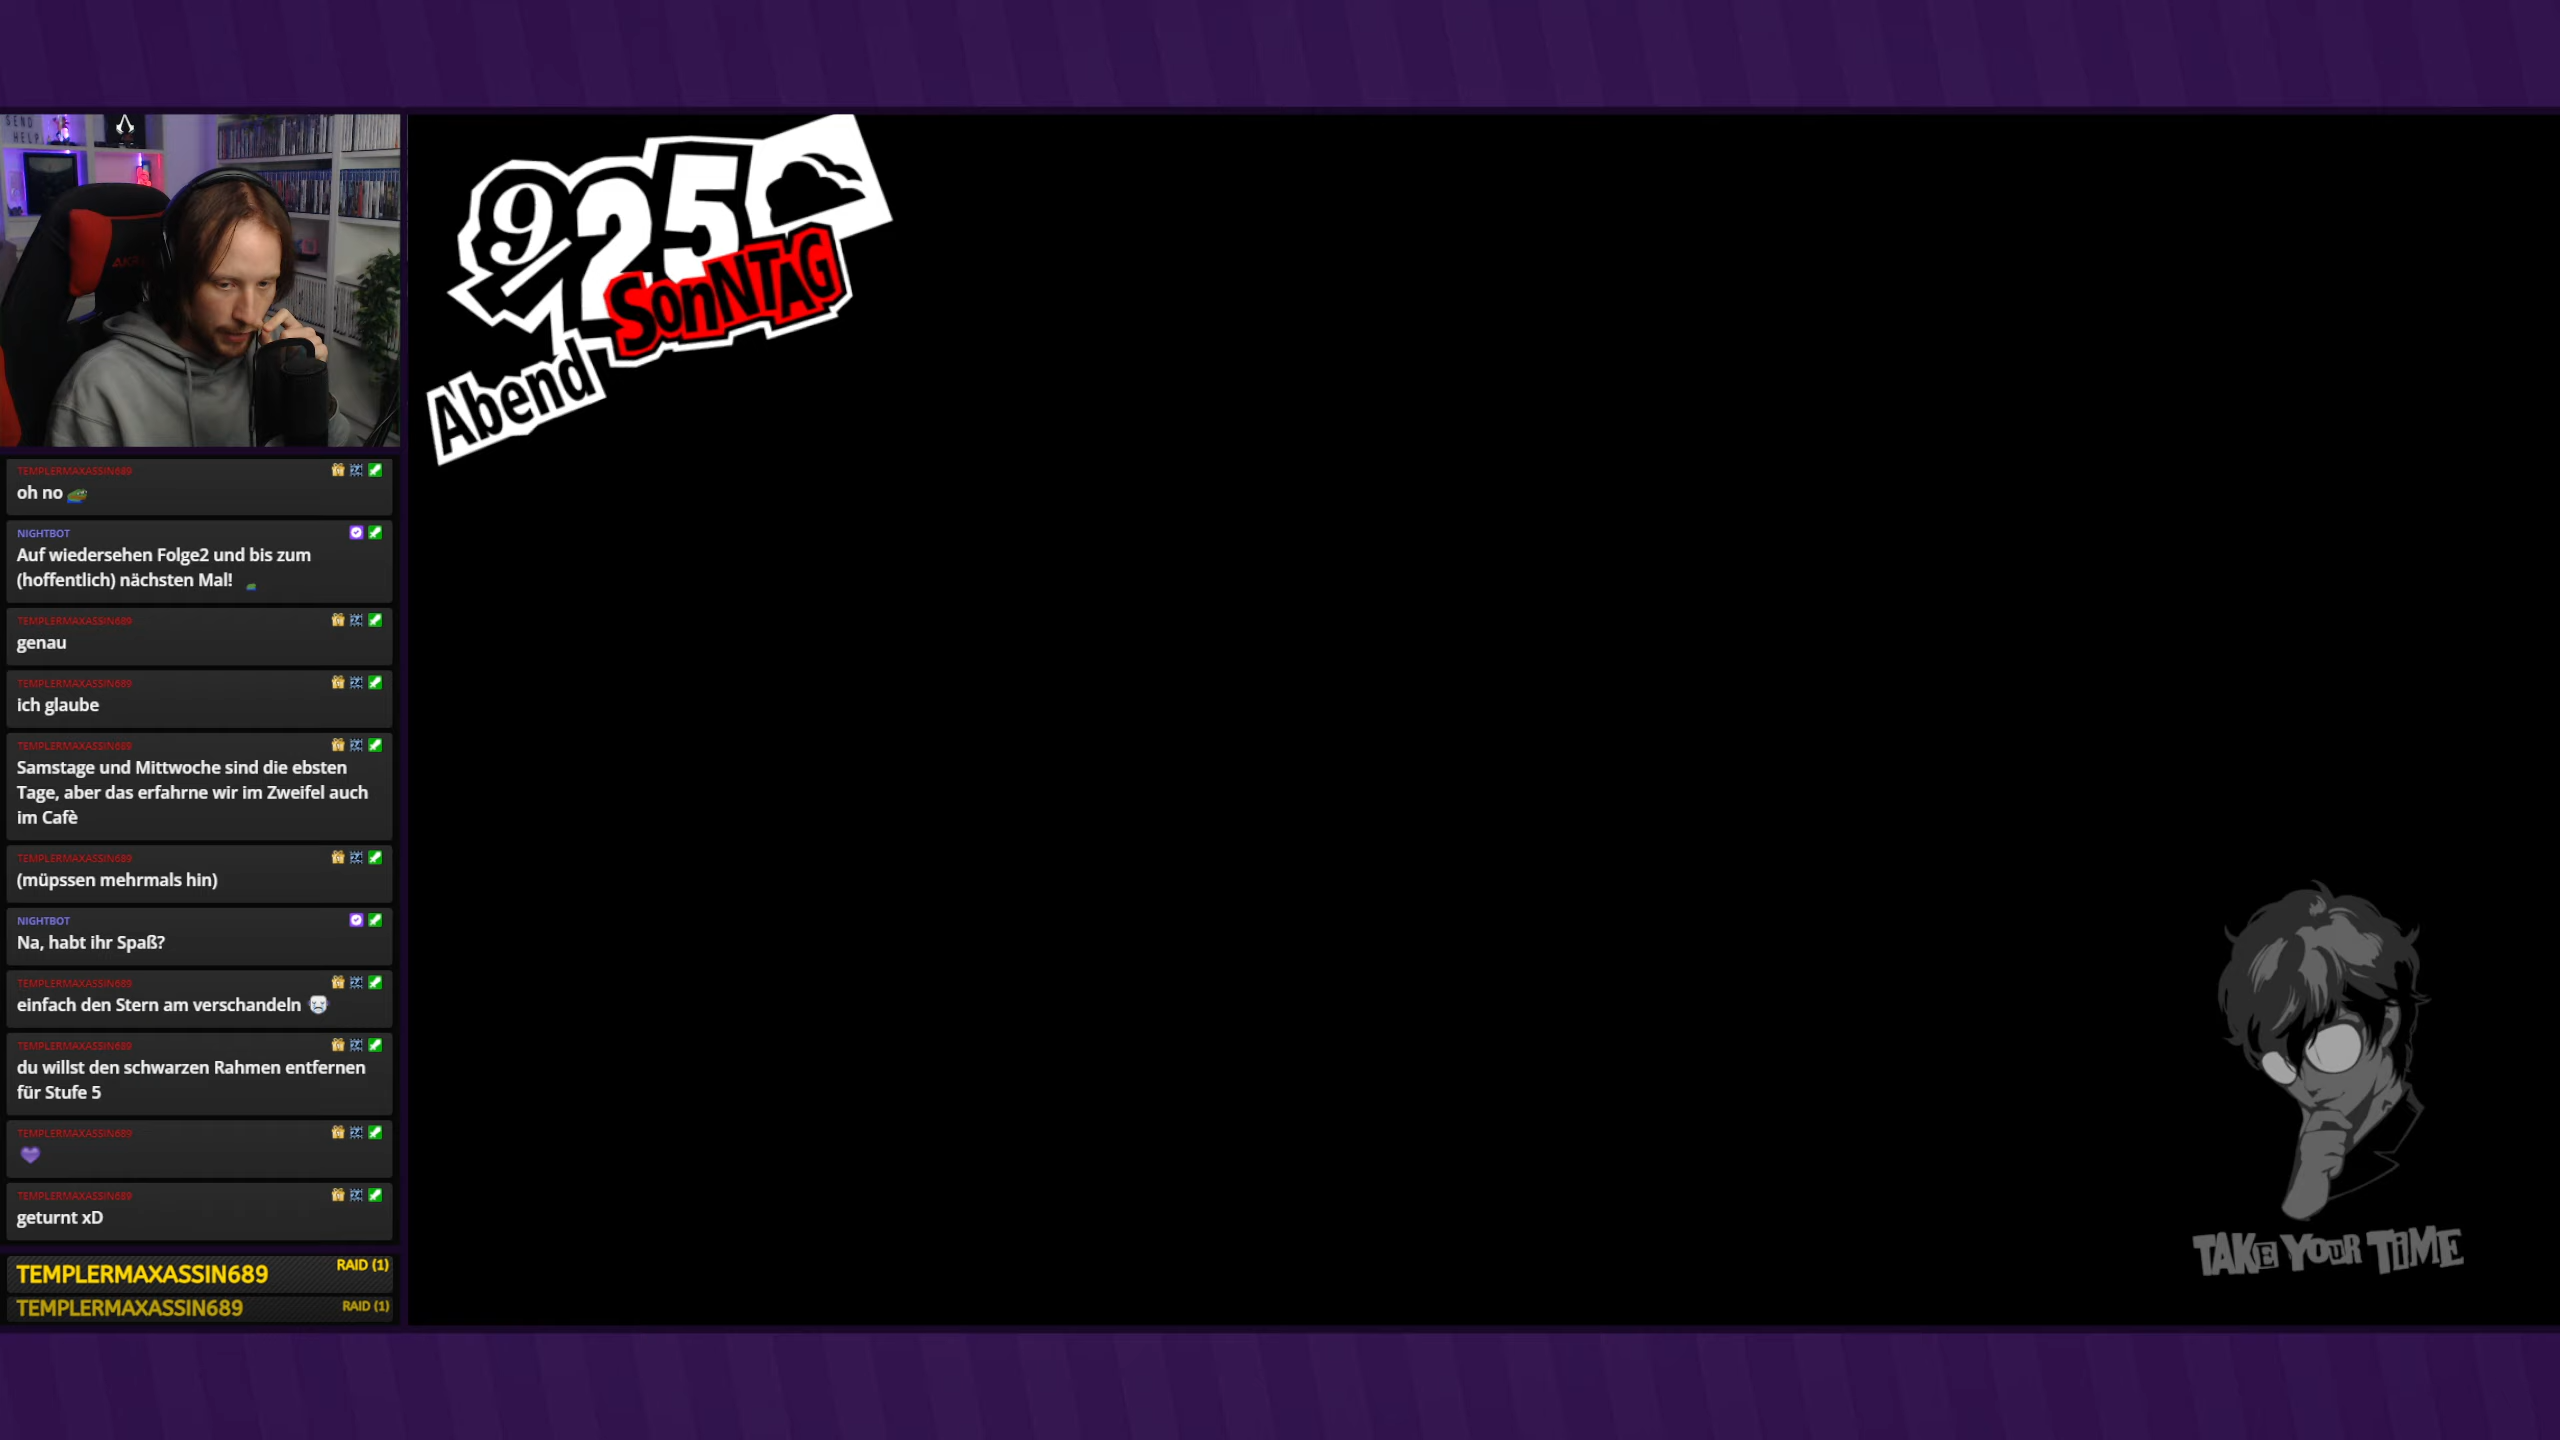 SEND
HELP
9/25
SonNTAG
Abend
TEMPLERMAXASSIN689
oh no
NIGHTBOT
Auf wiedersehen Folge2 und bis zum
(hoffentlich) nächsten Mal!
TEMPLERMAXASSIN689
genau
TEMPLERMAXASSIN689
ich glaube
TEMPLERMAXASSIN689
Samstage und Mittwoche sind die ebsten
Tage, aber das erfahrne wir im Zweifel auch
im Cafè
TEMPLERMAXASSIN689
(müpssen mehrmals hin)
NIGHTBOT
Na, habt ihr Spaß?
TEMPLERMAXASSIN689
einfach den Stern am verschandeln
TEMPLERMAXASSIN689
du willst den schwarzen Rahmen entfernen
für Stufe 5
TEMPLERMAXASSIN689
TEMPLERMAXASSIN689
geturnt xD
TEMPLERMAXASSIN689 RAID (1)
TEMPLERMAXASSIN689 RAID (1)
TAKE YOUR TiME